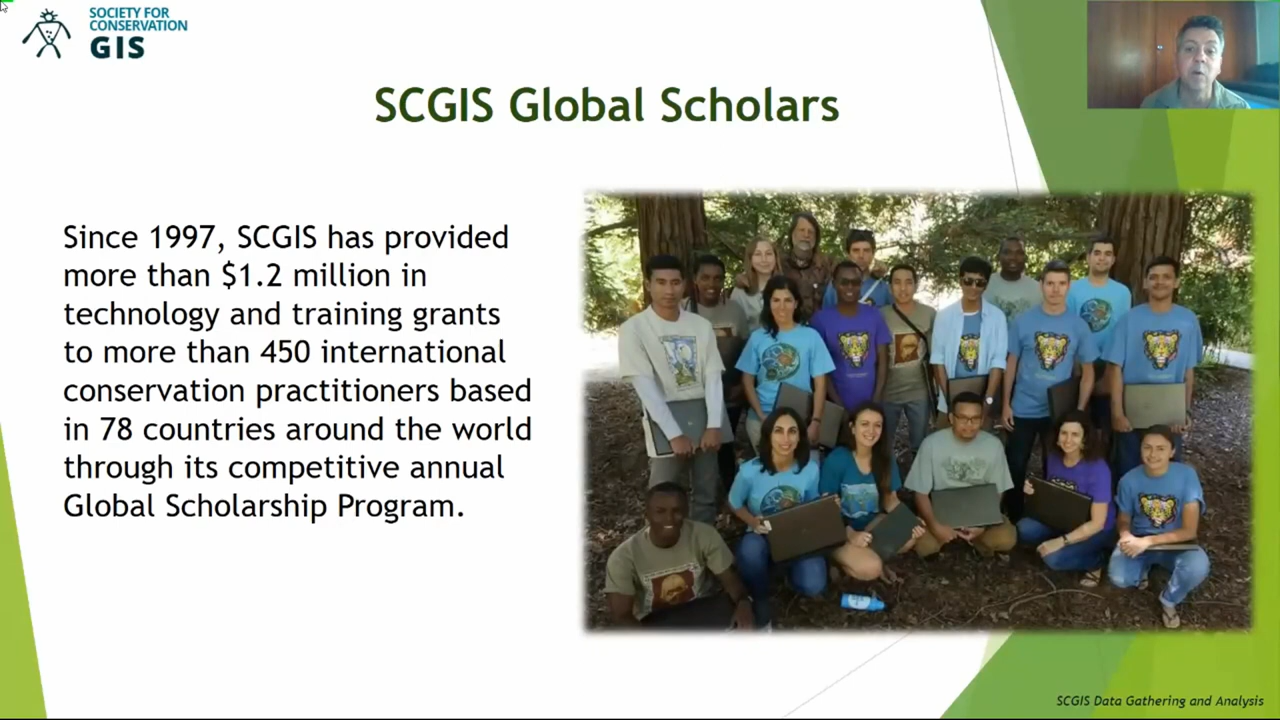 SOCIETY FOR
CONSERVATION
GIS
SCGIS Global Scholars
Since 1997, SCGIS has provided
more than $1.2 million in
technology and training grants
to more than 450 international
conservation practitioners based
in 78 countries around the world
through its competitive annual
Global Scholarship Program.
SCGIS Data Gathering and Analysis